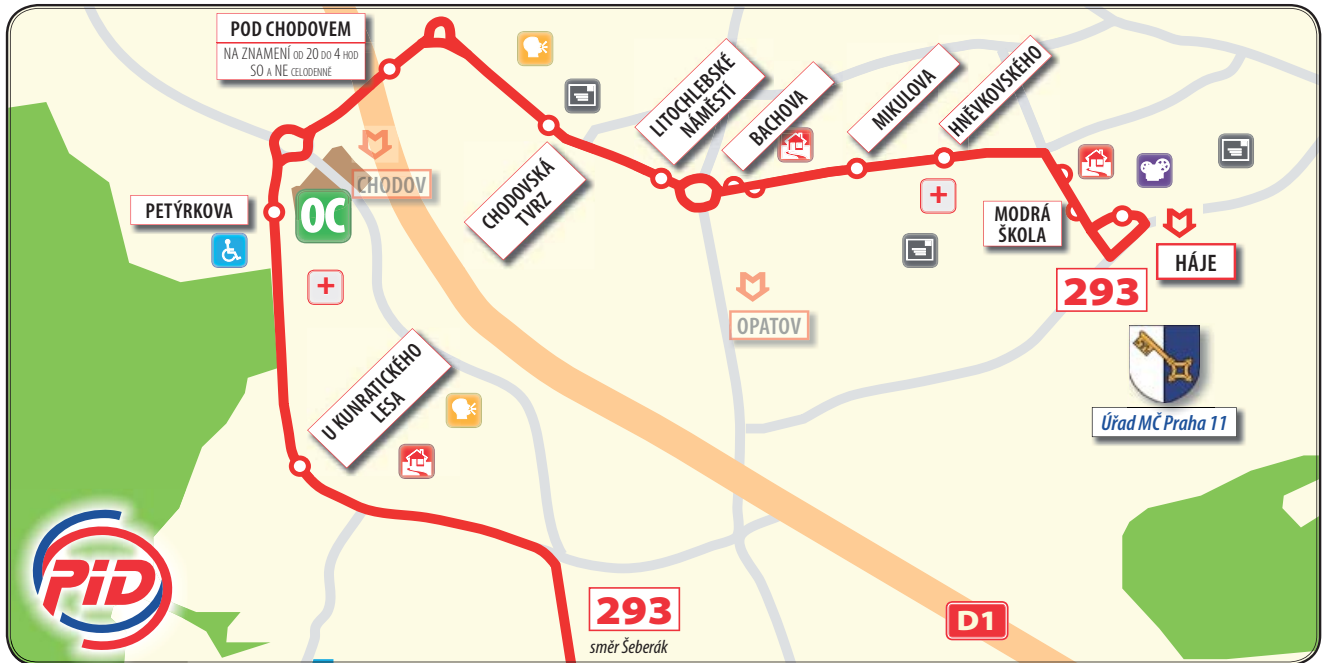 POD CHODOVEM
NA ZNAMENÍ OD 20 DO 4 HOD
SO A NE CELODENNĚ
LITOCHLEBSKÉ
NÁMĚSTÍ
BACHOVA
MIKULOVA
HNĚVKOVSKÉHO
CHODOV
OC
PETÝRKOVA
CHODOVSKÁ
TVRZ
MODRÁ
ŠKOLA
HÁJE
293
OPATOV
U KUNRATICKÉHO
LESA
Úřad MČ Praha 11
PiD
293
směr Šeberák
D1